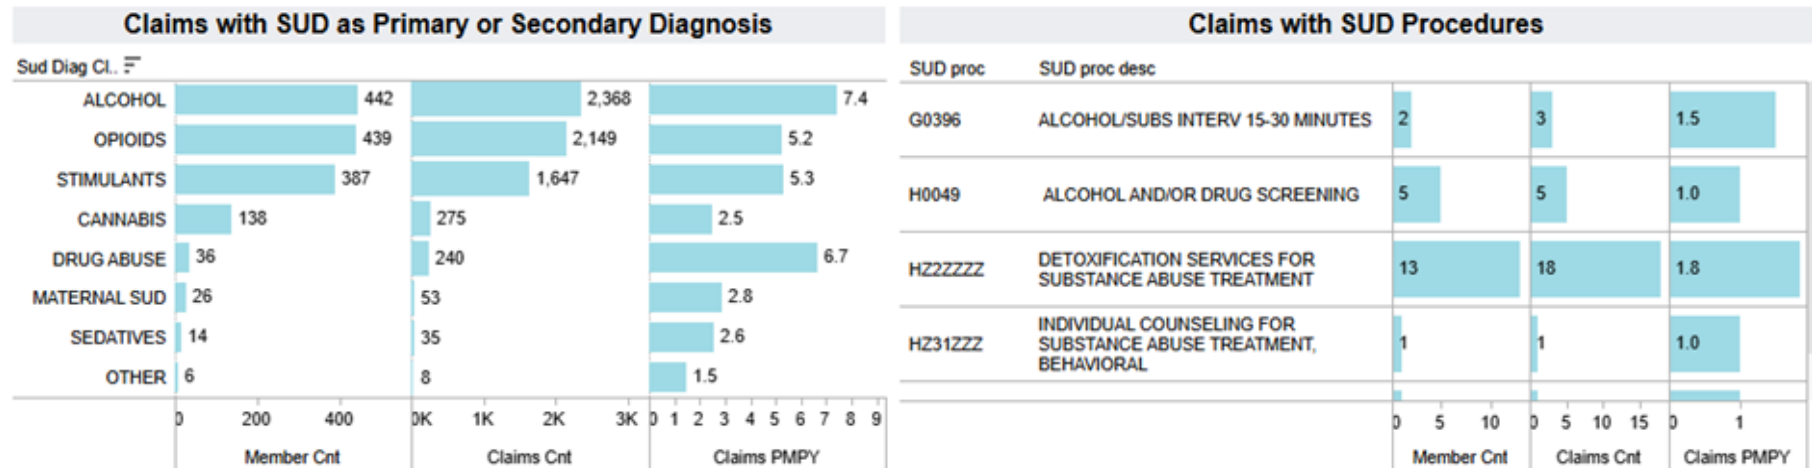 Claims with SUD as Primary or Secondary Diagnosis
Sud Diag Cl..
ALCOHOL 442 2,368 7.4
OPIOIDS 439 2,149 5.2
STIMULANTS 387 1,647 5.3
CANNABIS 138 275 2.5
DRUG ABUSE 36 240 6.7
MATERNAL SUD 26 53 2.8
SEDATIVES 14 35 2.6
OTHER 6 8 1.5
0 200 400 0K 1K 2K 3K 0 1 2 3 4 5 6 7 8 9
Member Cnt Claims Cnt Claims PMPY
Claims with SUD Procedures
SUD proc SUD proc desc
G0396 ALCOHOL/SUBS INTERV 15-30 MINUTES 2 3 1.5
H0049 ALCOHOL AND/OR DRUG SCREENING 5 5 1.0
HZ2ZZZZ DETOXIFICATION SERVICES FOR
SUBSTANCE ABUSE TREATMENT 13 18 1.8
HZ31ZZZ INDIVIDUAL COUNSELING FOR
SUBSTANCE ABUSE TREATMENT,
BEHAVIORAL 1 1 1.0
0 5 10 0 5 10 15 0 1
Member Cnt Claims Cnt Claims PMPY